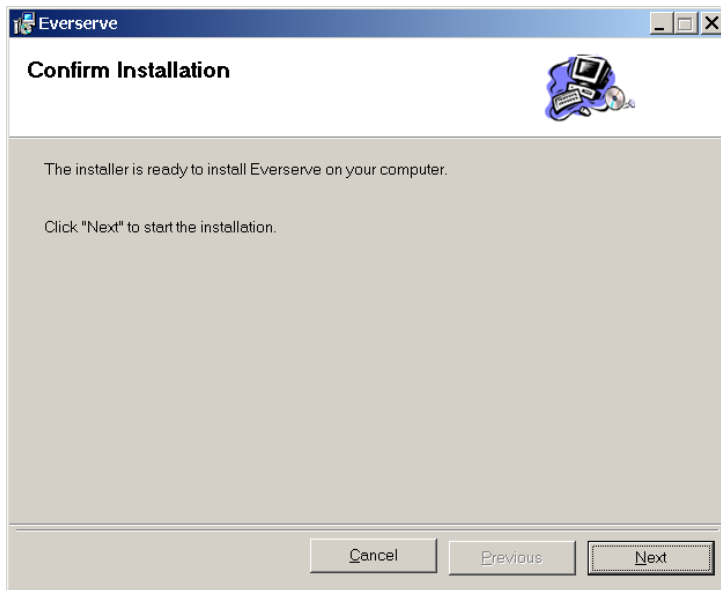 Everserve
Confirm Installation
The installer is ready to install Everserve on your computer.
Click "Next" to start the installation.
Cancel
Previous
Next